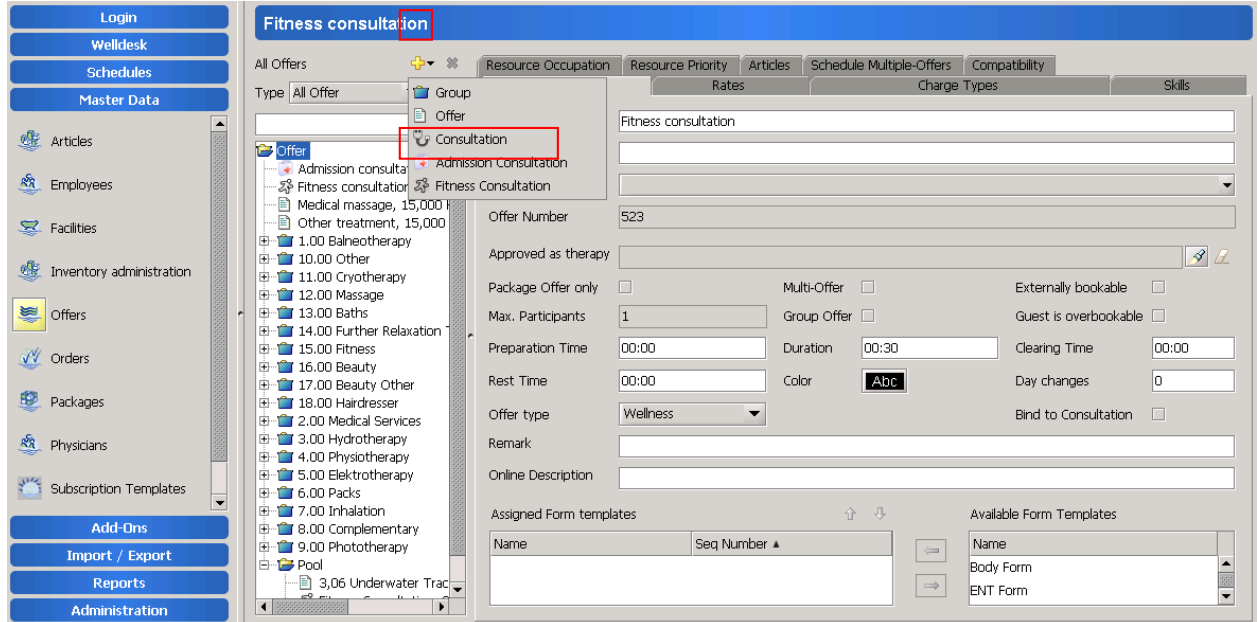 Login
Welldesk
Schedules
Master Data
Articles
Employees
Facilities
Inventory administration
Offers
Orders
Packages
Physicians
Subscription Templates
Add-Ons
Import / Export
Reports
Administration
Fitness consultation
All Offers
Type All Offer
Group
Offer
Consultation
Admission Consultation
Fitness Consultation
Offer
Admission consulta
Fitness consultation
Medical massage, 15,000
Other treatment, 15,000
1.00 Balneotherapy
10.00 Other
11.00 Cryotherapy
12.00 Massage
13.00 Baths
14.00 Further Relaxation
15.00 Fitness
16.00 Beauty
17.00 Beauty Other
18.00 Hairdresser
2.00 Medical Services
3.00 Hydrotherapy
4.00 Physiotherapy
5.00 Elektrotherapy
6.00 Packs
7.00 Inhalation
8.00 Complementary
9.00 Phototherapy
Pool
3,06 Underwater Trac
Resource Occupation Resource Priority Articles Schedule Multiple-Offers Compatibility
Rates Charge Types Skills
Fitness consultation
Offer Number 523
Approved as therapy
Package Offer only Multi-Offer Externally bookable
Max. Participants 1 Group Offer Guest is overbookable
Preparation Time 00:00 Duration 00:30 Clearing Time 00:00
Rest Time 00:00 Color Abc Day changes 0
Offer type Wellness Bind to Consultation
Remark
Online Description
Assigned Form templates Available Form Templates
Name Seq Number Name
Body Form
ENT Form